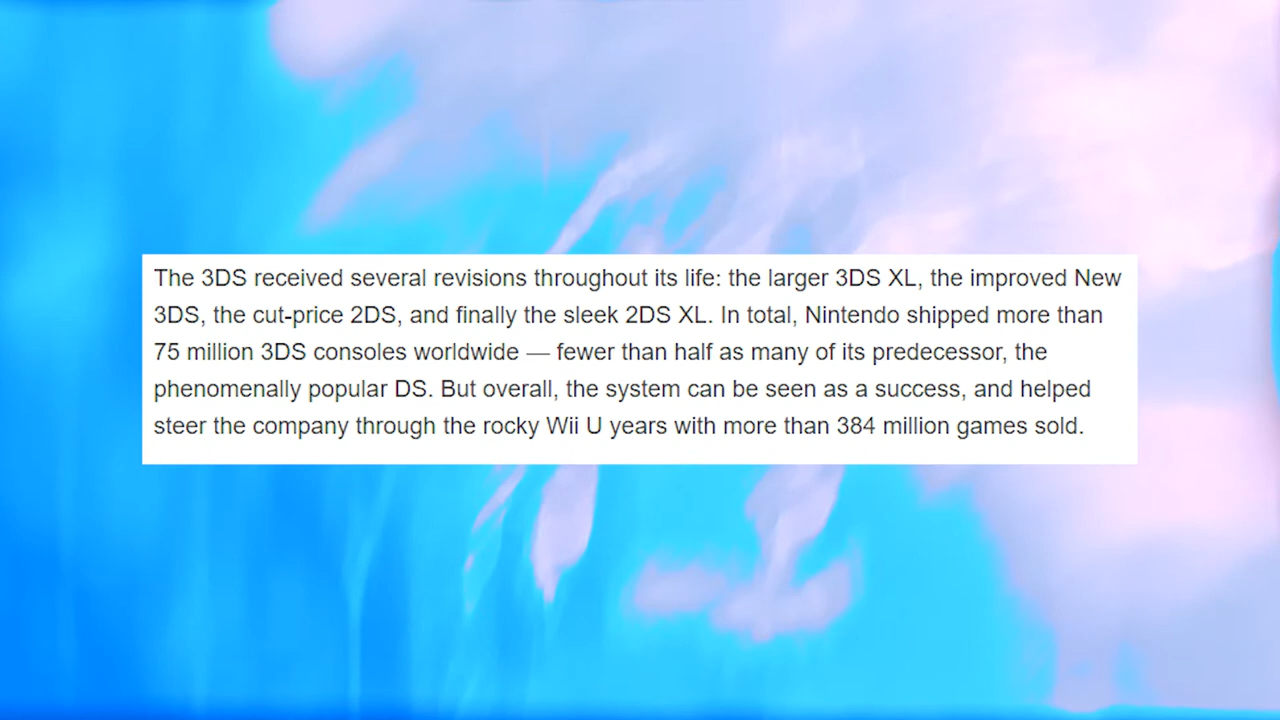 The 3DS received several revisions throughout its life: the larger 3DS XL, the improved New
3DS, the cut-price 2DS, and finally the sleek 2DS XL. In total, Nintendo shipped more than
75 million 3DS consoles worldwide — fewer than half as many of its predecessor, the
phenomenally popular DS. But overall, the system can be seen as a success, and helped
steer the company through the rocky Wii U years with more than 384 million games sold.